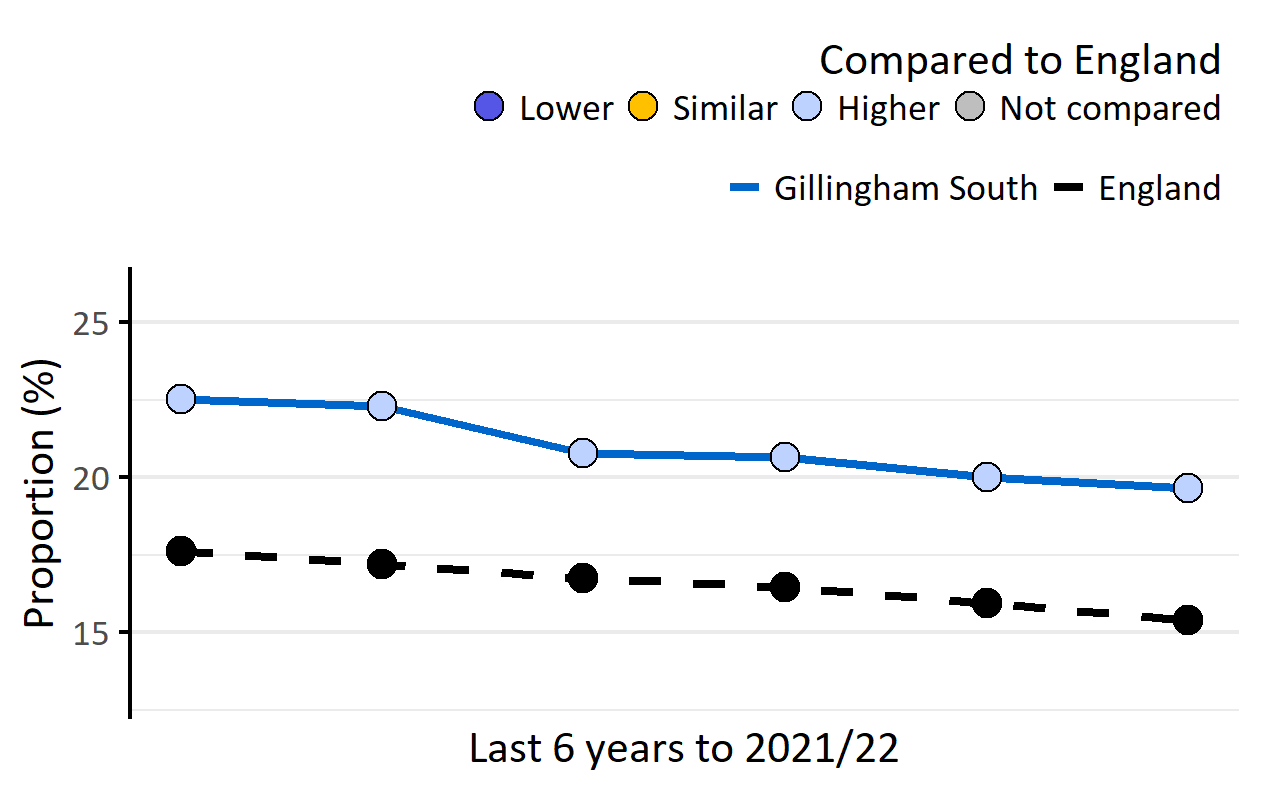 Compared to England
Lower Similar Higher Not compared
Gillingham South England
25
20
15
Proportion (%)
Last 6 years to 2021/22